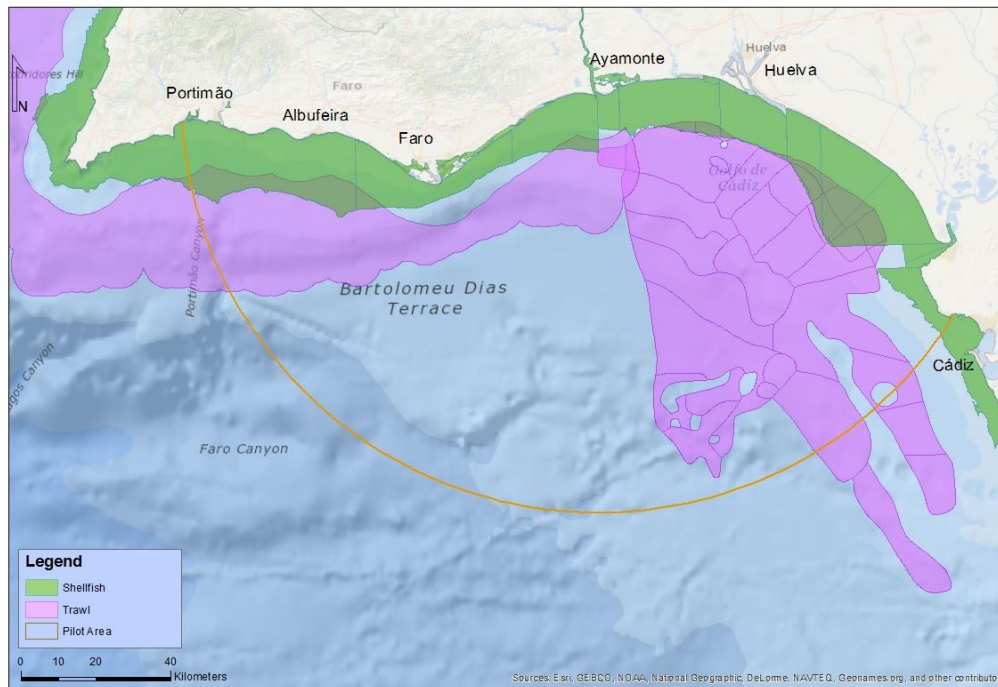 N
Portimão
Faro
Albufeira
Faro
Ayamonte
Huelva
Huelva
Golfo de
Cádiz
Portimão Canyon
Bartolomeu Dias
Terrace
Cádiz
Canyon
Faro Canyon
Legend
Shellfish
Trawl
Pilot Area
0 10 20 40
Kilometers
Sources: Esri, GEBCO, NOAA, National Geographic, DeLorme, NAVTEQ, Geonames.org, and other contributo